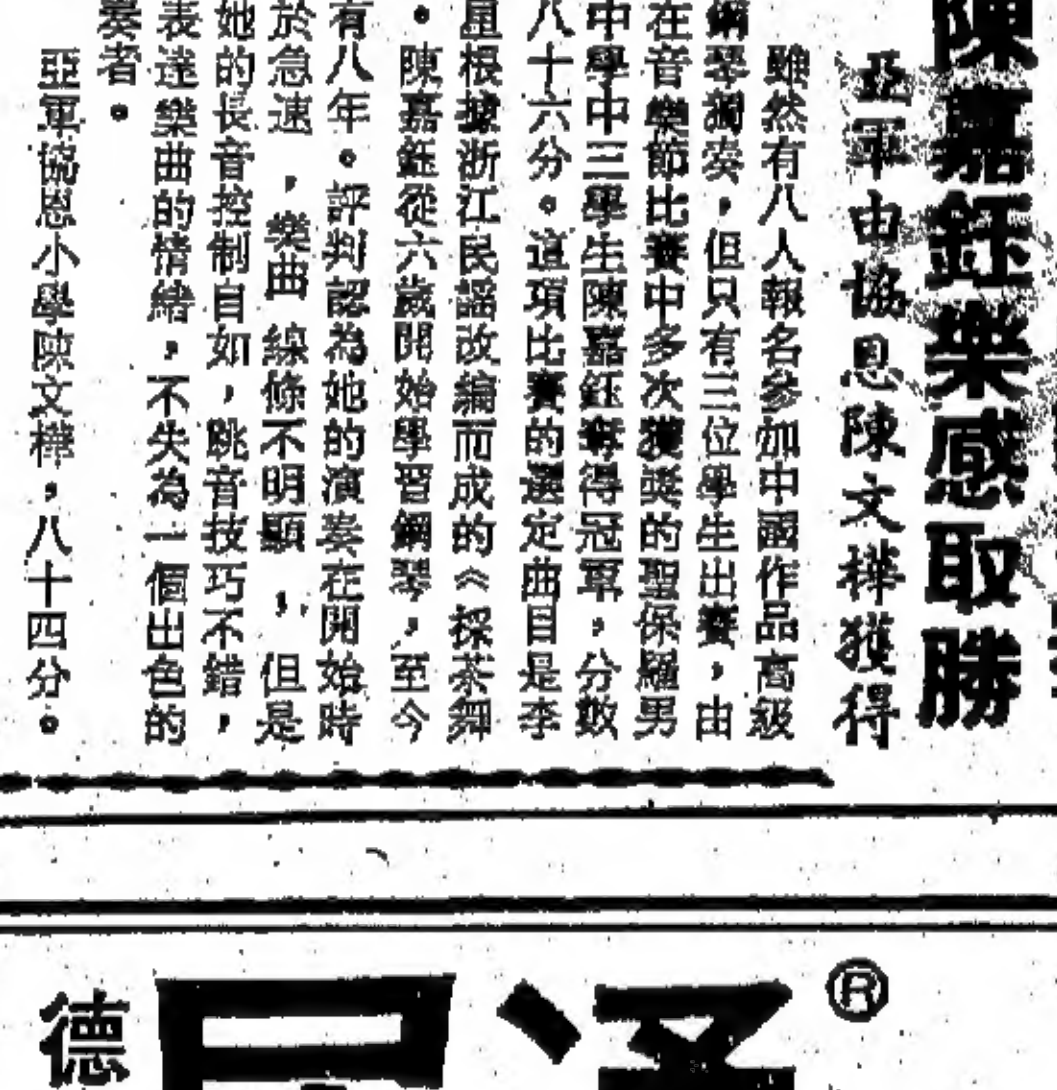 陳嘉鈺樂感取勝
亞軍由協恩陳文樺獲得
雖然有八人報名參加中國作品高級
鋼琴獨奏，但只有三位學生出賽，由
在音樂節比賽中多次獲獎的聖保羅男
中學中三學生陳嘉鈺奪得冠軍，分數
八十六分。這項比賽的選定曲目是李
星根據浙江民謠改編而成的《採茶舞
。陳嘉鈺從六歲開始學習鋼琴，至今
有八年。評判認為她的演奏在開始時
於急速，樂曲線條不明顯，但是
她的長音控制自如，跳音技巧不錯，
表達樂曲的情緒，不失為一個出色的
奏者。
亞軍協恩小學陳文樺，八十四分。
®
德